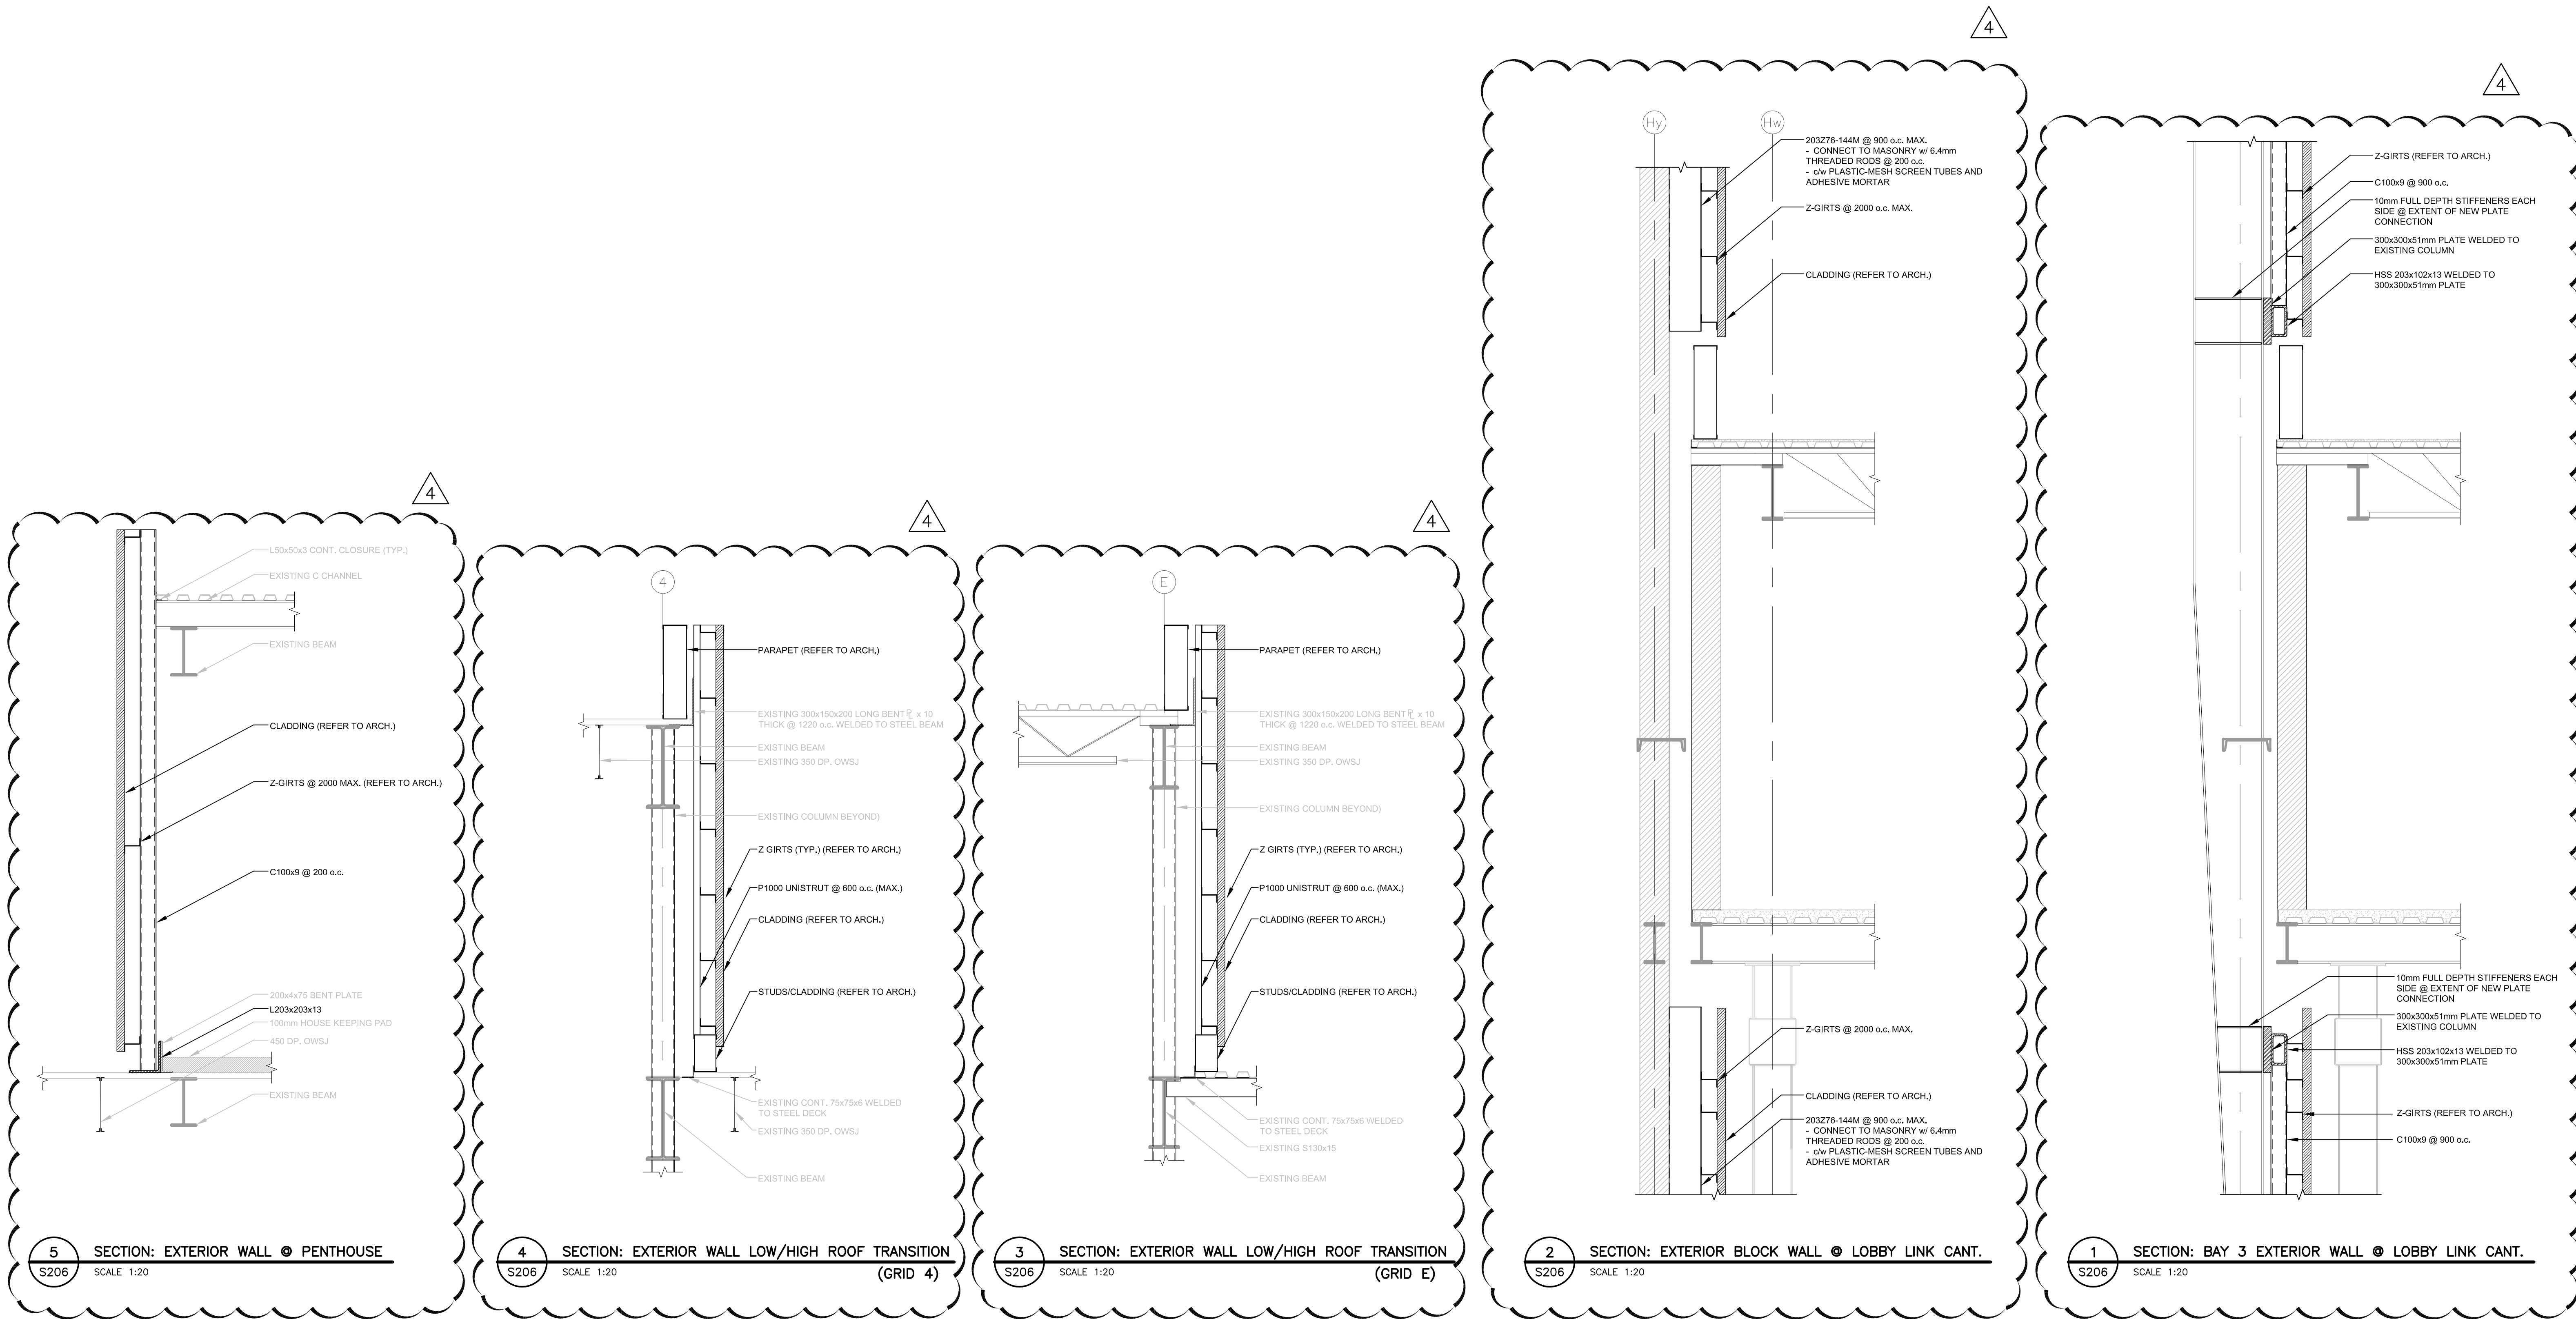 4
L50x50x3 CONT. CLOSURE (TYP.)
EXISTING C CHANNEL
EXISTING BEAM
CLADDING (REFER TO ARCH.)
Z-GIRTS @ 2000 MAX. (REFER TO ARCH.)
C100x9 @ 200 o.c.
200x4x75 BENT PLATE
L203x203x13
100mm HOUSE KEEPING PAD
450 DP. OWSJ
EXISTING BEAM
5
S206
SECTION: EXTERIOR WALL @ PENTHOUSE
SCALE 1:20
4
4
PARAPET (REFER TO ARCH.)
EXISTING 300x150x200 LONG BENT ℄ x 10
THICK @ 1220 o.c. WELDED TO STEEL BEAM
EXISTING BEAM
EXISTING 350 DP. OWSJ
EXISTING COLUMN BEYOND)
Z GIRTS (TYP.) (REFER TO ARCH.)
P1000 UNISTRUT @ 600 o.c. (MAX.)
CLADDING (REFER TO ARCH.)
STUDS/CLADDING (REFER TO ARCH.)
EXISTING CONT. 75x75x6 WELDED
TO STEEL DECK
EXISTING 350 DP. OWSJ
EXISTING BEAM
4
S206
SECTION: EXTERIOR WALL LOW/HIGH ROOF TRANSITION
(GRID 4)
SCALE 1:20
4
E
PARAPET (REFER TO ARCH.)
EXISTING 300x150x200 LONG BENT ℄ x 10
THICK @ 1220 o.c. WELDED TO STEEL BEAM
EXISTING BEAM
EXISTING 350 DP. OWSJ
EXISTING COLUMN BEYOND)
Z GIRTS (TYP.) (REFER TO ARCH.)
P1000 UNISTRUT @ 600 o.c. (MAX.)
CLADDING (REFER TO ARCH.)
STUDS/CLADDING (REFER TO ARCH.)
EXISTING CONT. 75x75x6 WELDED
TO STEEL DECK
EXISTING S130x15
EXISTING BEAM
3
S206
SECTION: EXTERIOR WALL LOW/HIGH ROOF TRANSITION
(GRID E)
SCALE 1:20
4
Hy
Hw
203Z76-144M @ 900 o.c. MAX.
- CONNECT TO MASONRY w/ 6.4mm
THREADED RODS @ 200 o.c.
- c/w PLASTIC-MESH SCREEN TUBES AND
ADHESIVE MORTAR
Z-GIRTS @ 2000 o.c. MAX.
CLADDING (REFER TO ARCH.)
Z-GIRTS @ 2000 o.c. MAX.
CLADDING (REFER TO ARCH.)
203Z76-144M @ 900 o.c. MAX.
- CONNECT TO MASONRY w/ 6.4mm
THREADED RODS @ 200 o.c.
- c/w PLASTIC-MESH SCREEN TUBES AND
ADHESIVE MORTAR
2
S206
SECTION: EXTERIOR BLOCK WALL @ LOBBY LINK CANT.
SCALE 1:20
4
Z-GIRTS (REFER TO ARCH.)
C100x9 @ 900 o.c.
10mm FULL DEPTH STIFFENERS EACH
SIDE @ EXTENT OF NEW PLATE
CONNECTION
300x300x51mm PLATE WELDED TO
EXISTING COLUMN
HSS 203x102x13 WELDED TO
300x300x51mm PLATE
10mm FULL DEPTH STIFFENERS EACH
SIDE @ EXTENT OF NEW PLATE
CONNECTION
300x300x51mm PLATE WELDED TO
EXISTING COLUMN
HSS 203x102x13 WELDED TO
300x300x51mm PLATE
Z-GIRTS (REFER TO ARCH.)
C100x9 @ 900 o.c.
1
S206
SECTION: BAY 3 EXTERIOR WALL @ LOBBY LINK CANT.
SCALE 1:20